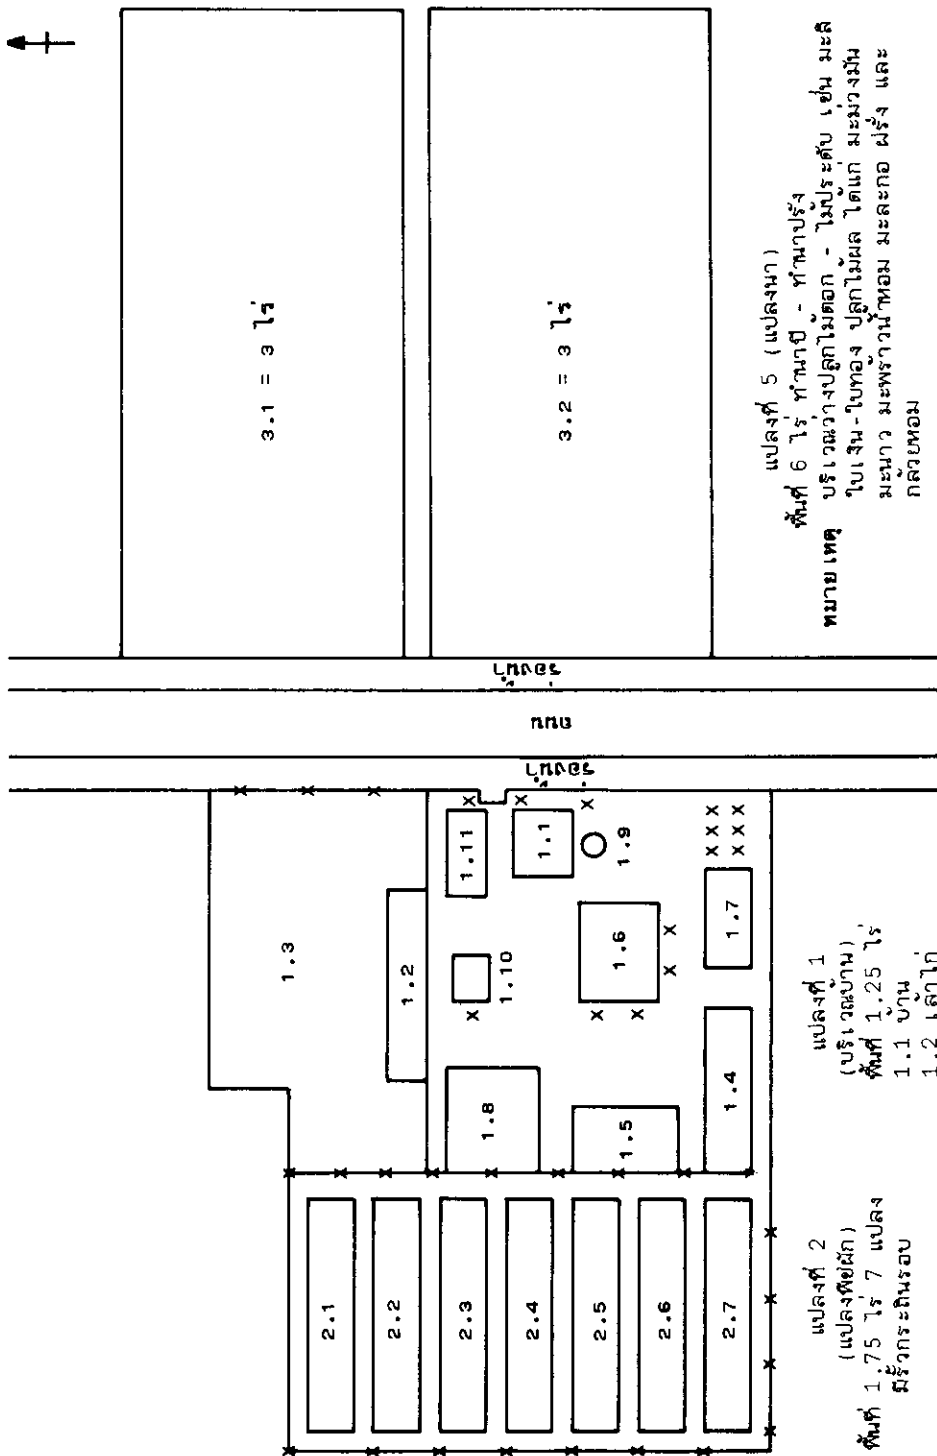 3.1 = 3 ไร่
3.2 = 3 ไร่
ร่องน้ำ
ถนน
ร่องน้ำ
1.3
1.2
1.11
1.1
1.9
1.10
1.6
1.7
1.8
1.5
1.4
2.1
2.2
2.3
2.4
2.5
2.6
2.7
แปลงที่ 2
(แปลงพืชผัก)
พื้นที่ 1.75 ไร่ 7 แปลง
มีรั้วกระถินรอบ
แปลงที่ 1
(บริเวณบ้าน)
พื้นที่ 1.25 ไร่
1.1 บ้าน
1.2 เล้าไก่
แปลงที่ 5 (แปลงนา)
พื้นที่ 6 ไร่ ทำนาปี - ทำนาปรัง
หมายเหตุ บริเวณว่างปลูกไม้ดอก - ไม้ประดับ เช่น มะลิ
ใบเงิน-ใบทอง ปลูกไม้ผล ได้แก่ มะม่วงมัน
มะนาว มะพร้าวน้ำหอม มะละกอ ฝรั่ง และ
กล้วยหอม